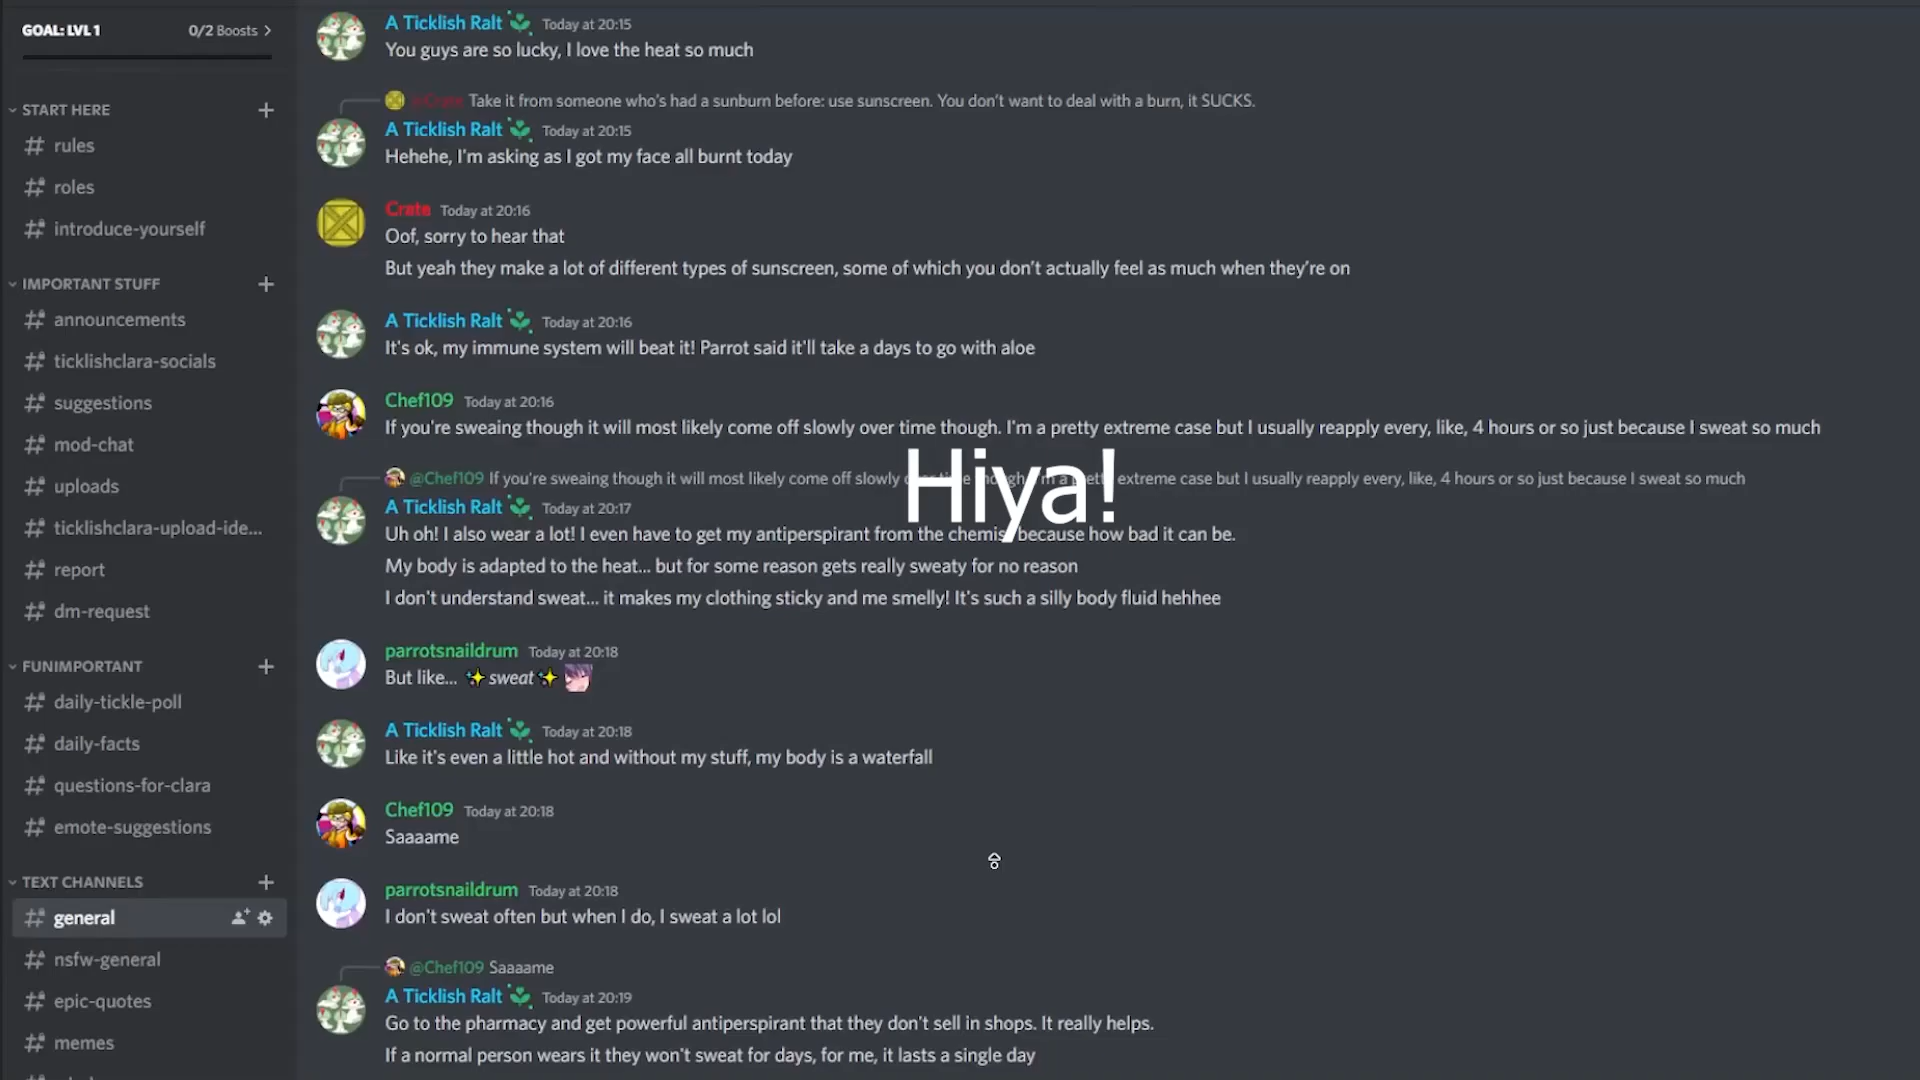 GOAL: LVL 1
0/2 Boosts
START HERE
rules
roles
introduce-yourself
IMPORTANT STUFF
announcements
ticklishclara-socials
suggestions
mod-chat
uploads
ticklishclara-upload-ide...
report
dm-request
FUNIMPORTANT
daily-tickle-poll
daily-facts
questions-for-clara
emote-suggestions
TEXT CHANNELS
general
nsfw-general
epic-quotes
memes
A Ticklish Ralt Today at 20:15
You guys are so lucky, I love the heat so much
Crate Take it from someone who's had a sunburn before: use sunscreen. You don't want to deal with a burn, it SUCKS.
A Ticklish Ralt Today at 20:15
Hehehe, I'm asking as I got my face all burnt today
Crate Today at 20:16
Oof, sorry to hear that
But yeah they make a lot of different types of sunscreen, some of which you don't actually feel as much when they're on
A Ticklish Ralt Today at 20:16
It's ok, my immune system will beat it! Parrot said it'll take a days to go with aloe
Chef109 Today at 20:16
If you're sweaing though it will most likely come off slowly over time though. I'm a pretty extreme case but I usually reapply every, like, 4 hours or so just because I sweat so much
@Chef109 If you're sweaing though it will most likely come off slowly extreme case but I usually reapply every, like, 4 hours or so just because I sweat so much
Hiya!
A Ticklish Ralt Today at 20:17
Uh oh! I also wear a lot! I even have to get my antiperspirant from the chemist because how bad it can be.
My body is adapted to the heat... but for some reason gets really sweaty for no reason
I don't understand sweat... it makes my clothing sticky and me smelly! It's such a silly body fluid hehhee
parrotsnaildrum Today at 20:18
But like... ✨ sweat ✨
A Ticklish Ralt Today at 20:18
Like it's even a little hot and without my stuff, my body is a waterfall
Chef109 Today at 20:18
Saaaame
parrotsnaildrum Today at 20:18
I don't sweat often but when I do, I sweat a lot lol
@Chef109 Saaaame
A Ticklish Ralt Today at 20:19
Go to the pharmacy and get powerful antiperspirant that they don't sell in shops. It really helps.
If a normal person wears it they won't sweat for days, for me, it lasts a single day